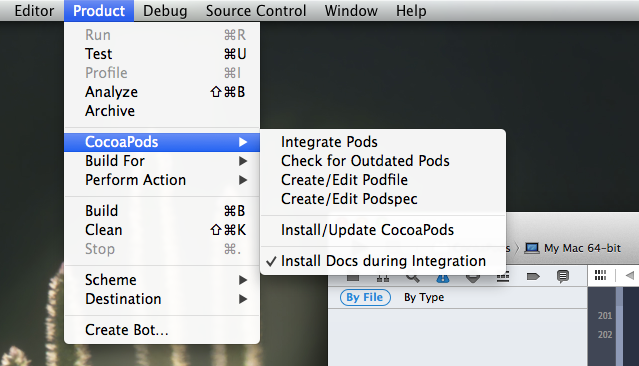 Editor Product Debug Source Control Window Help
Run ⌘R
Test ⌘U
Profile ⌘I
Analyze ⇧⌘B
Archive
CocoaPods ▶
Build For ▶
Perform Action ▶
Build ⌘B
Clean ⇧⌘K
Stop ⌘.
Scheme ▶
Destination ▶
Create Bot...
Integrate Pods
Check for Outdated Pods
Create/Edit Podfile
Create/Edit Podspec
Install/Update CocoaPods
✓ Install Docs during Integration
s 〉 My Mac 64-bit
By File By Type
201
202